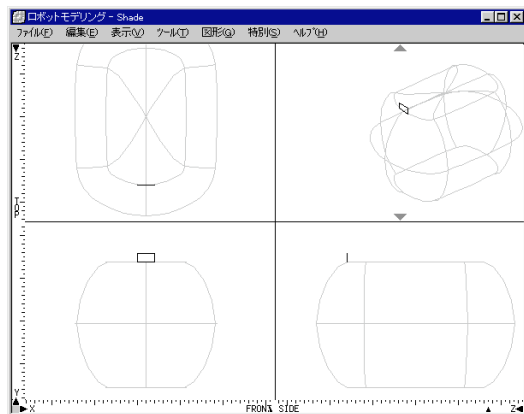 ロボットモデリング - Shade
ファイル(F) 編集(E) 表示(V) ツール(T) 図形(G) 特別(S) ヘルプ(H)
Z
TOP
Y
X
FRONT SIDE
Z